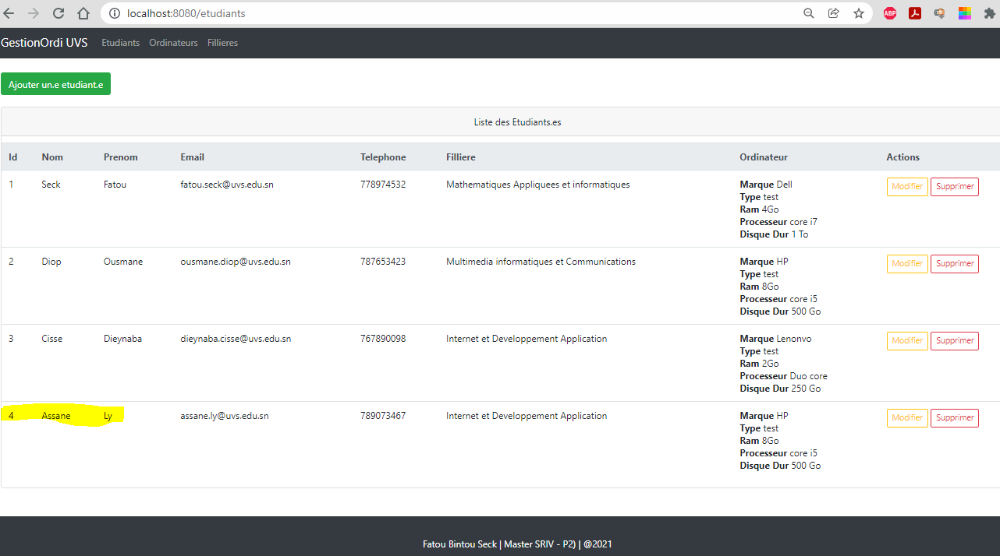 localhost:8080/etudiants
ABP
GestionOrdi UVS Etudiants Ordinateurs Fillieres
Ajouter un.e etudiant.e
Liste des Etudiants.es
Id Nom Prenom Email Telephone Filliere Ordinateur Actions
1 Seck Fatou fatou.seck@uvs.edu.sn 778974532 Mathematiques Appliquees et informatiques Marque Dell Modifier Supprimer
Type test
Ram 4Go
Processeur core i7
Disque Dur 1 To
2 Diop Ousmane ousmane.diop@uvs.edu.sn 787653423 Multimedia informatiques et Communications Marque HP Modifier Supprimer
Type test
Ram 8Go
Processeur core i5
Disque Dur 500 Go
3 Cisse Dieynaba dieynaba.cisse@uvs.edu.sn 767890098 Internet et Developpement Application Marque Lenonvo Modifier Supprimer
Type test
Ram 2Go
Processeur Duo core
Disque Dur 250 Go
4 Assane Ly assane.ly@uvs.edu.sn 789073467 Internet et Developpement Application Marque HP Modifier Supprimer
Type test
Ram 8Go
Processeur core i5
Disque Dur 500 Go
Fatou Bintou Seck | Master SRIV - P2) | @2021